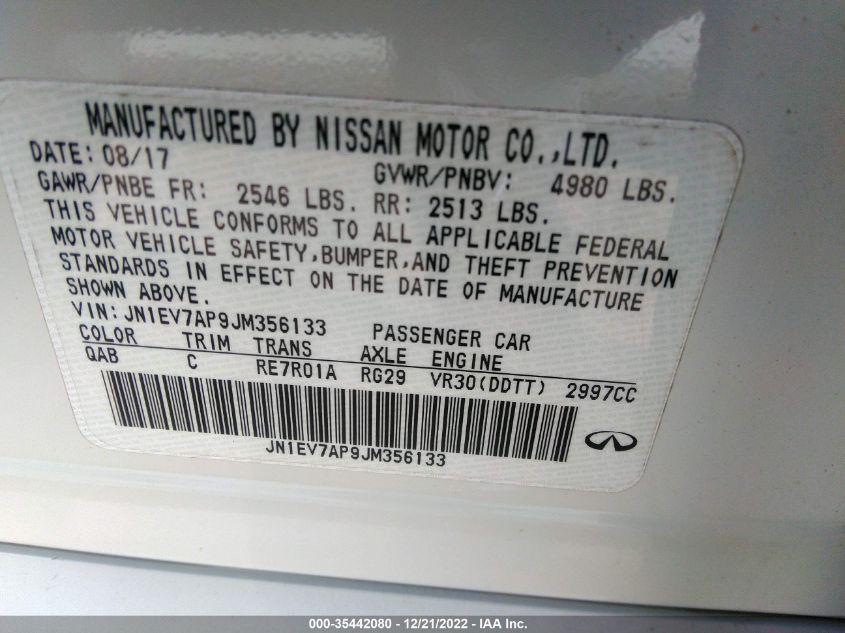 MANUFACTURED BY NISSAN MOTOR CO.,LTD.
DATE: 08/17 GVWR/PNBV: 4980 LBS.
GAWR/PNBE FR: 2546 LBS. RR: 2513 LBS.
THIS VEHICLE CONFORMS TO ALL APPLICABLE FEDERAL
MOTOR VEHICLE SAFETY,BUMPER,AND THEFT PREVENTION
STANDARDS IN EFFECT ON THE DATE OF MANUFACTURE
SHOWN ABOVE.
VIN: JN1EV7AP9JM356133 PASSENGER CAR
COLOR TRIM TRANS AXLE ENGINE
QAB C RE7R01A RG29 VR30(DDTT) 2997CC
JN1EV7AP9JM356133
000-35442080 - 12/21/2022 - IAA Inc.